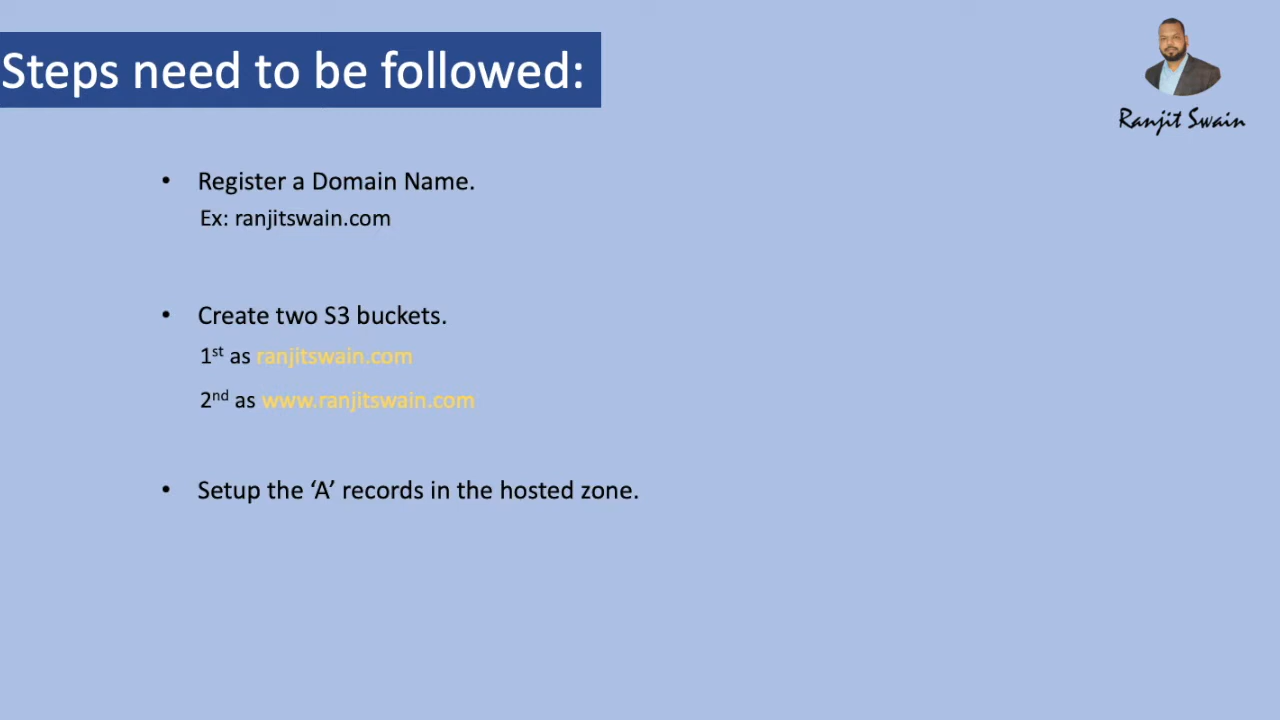 Steps need to be followed:
Ranjit Swain
• Register a Domain Name.
Ex: ranjitswain.com
• Create two S3 buckets.
1st as ranjitswain.com
2nd as www.ranjitswain.com
• Setup the ‘A’ records in the hosted zone.